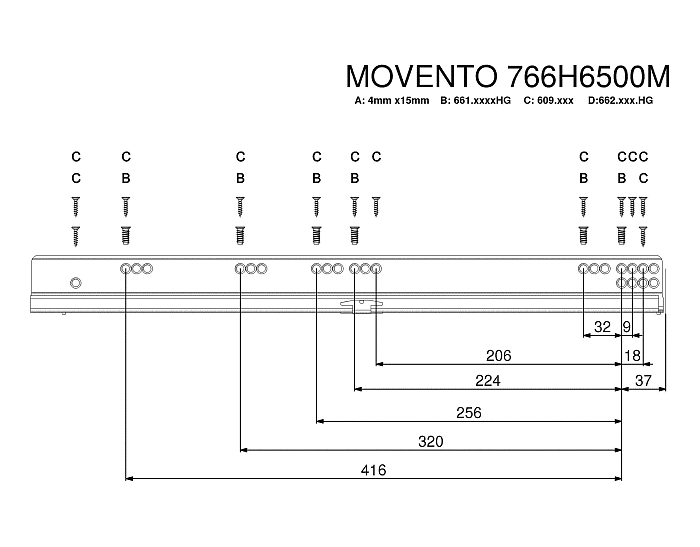 MOVENTO 766H6500M
A: 4mm x15mm B: 661.xxxxHG C: 609.xxx D:662.xxx.HG
C C C C C C C C C C
C B B B B B B C
32 9
206 18
224 37
256
320
416